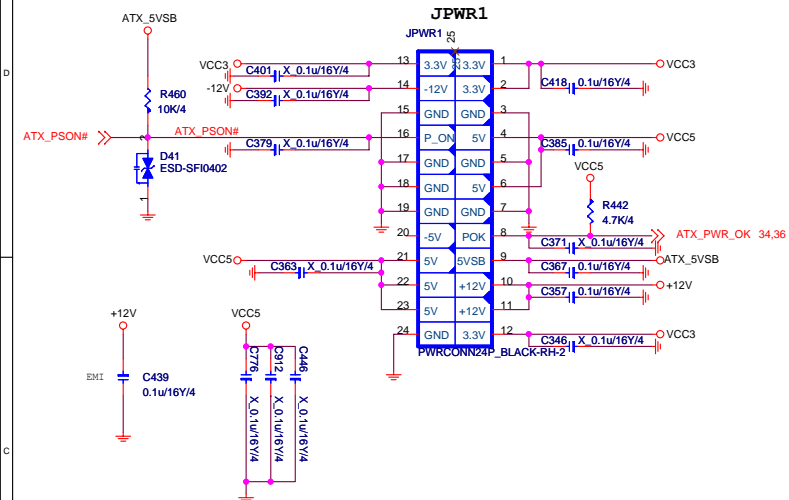 JPWR1
JPWR1
25
25
ATX_5VSB
R460
10K/4
ATX_PSON#
ATX_PSON#
2
D41
ESD-SFI0402
1
VCC3
C401 X_0.1u/16Y/4
-12V
C392 X_0.1u/16Y/4
C379 X_0.1u/16Y/4
VCC5
C363 X_0.1u/16Y/4
13 3.3V 3.3V 1
14 -12V 3.3V 2
15 GND GND 3
16 P_ON 5V 4
17 GND GND 5
18 GND 5V 6
19 GND GND 7
20 -5V POK 8
21 5V 5VSB 9
22 5V +12V 10
23 5V +12V 11
24 GND 3.3V 12
PWRCONN24P_BLACK-RH-2
VCC3
C418 0.1u/16Y/4
VCC5
C385 0.1u/16Y/4
VCC5
R442
4.7K/4
ATX_PWR_OK 34,36
C371 X_0.1u/16Y/4
ATX_5VSB
C367 0.1u/16Y/4
+12V
C357 0.1u/16Y/4
VCC3
C346 X_0.1u/16Y/4
+12V
EMI
C439
0.1u/16Y/4
VCC5
C776 X_0.1u/16Y/4
C912 X_0.1u/16Y/4
C446 X_0.1u/16Y/4
D
C